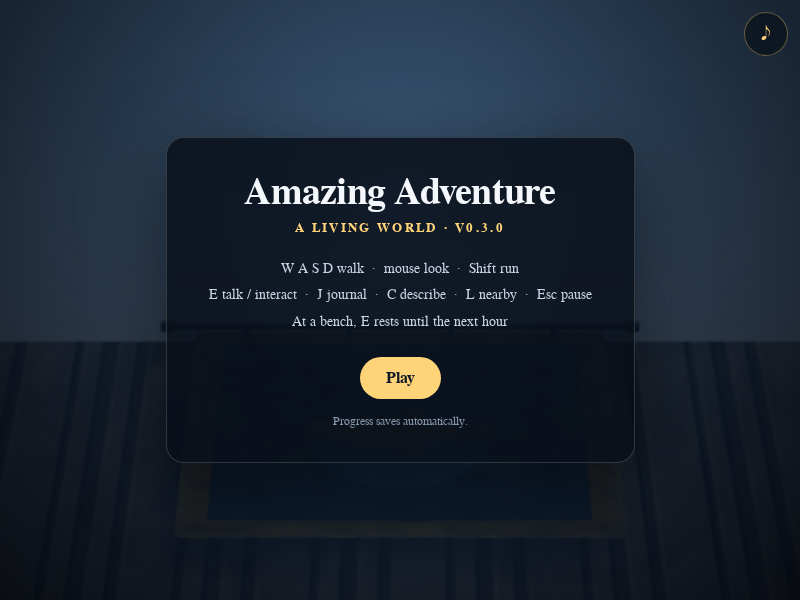 ♪
Amazing Adventure
A LIVING WORLD · V0.3.0
W A S D walk · mouse look · Shift run
E talk / interact · J journal · C describe · L nearby · Esc pause
At a bench, E rests until the next hour
Play
Progress saves automatically.